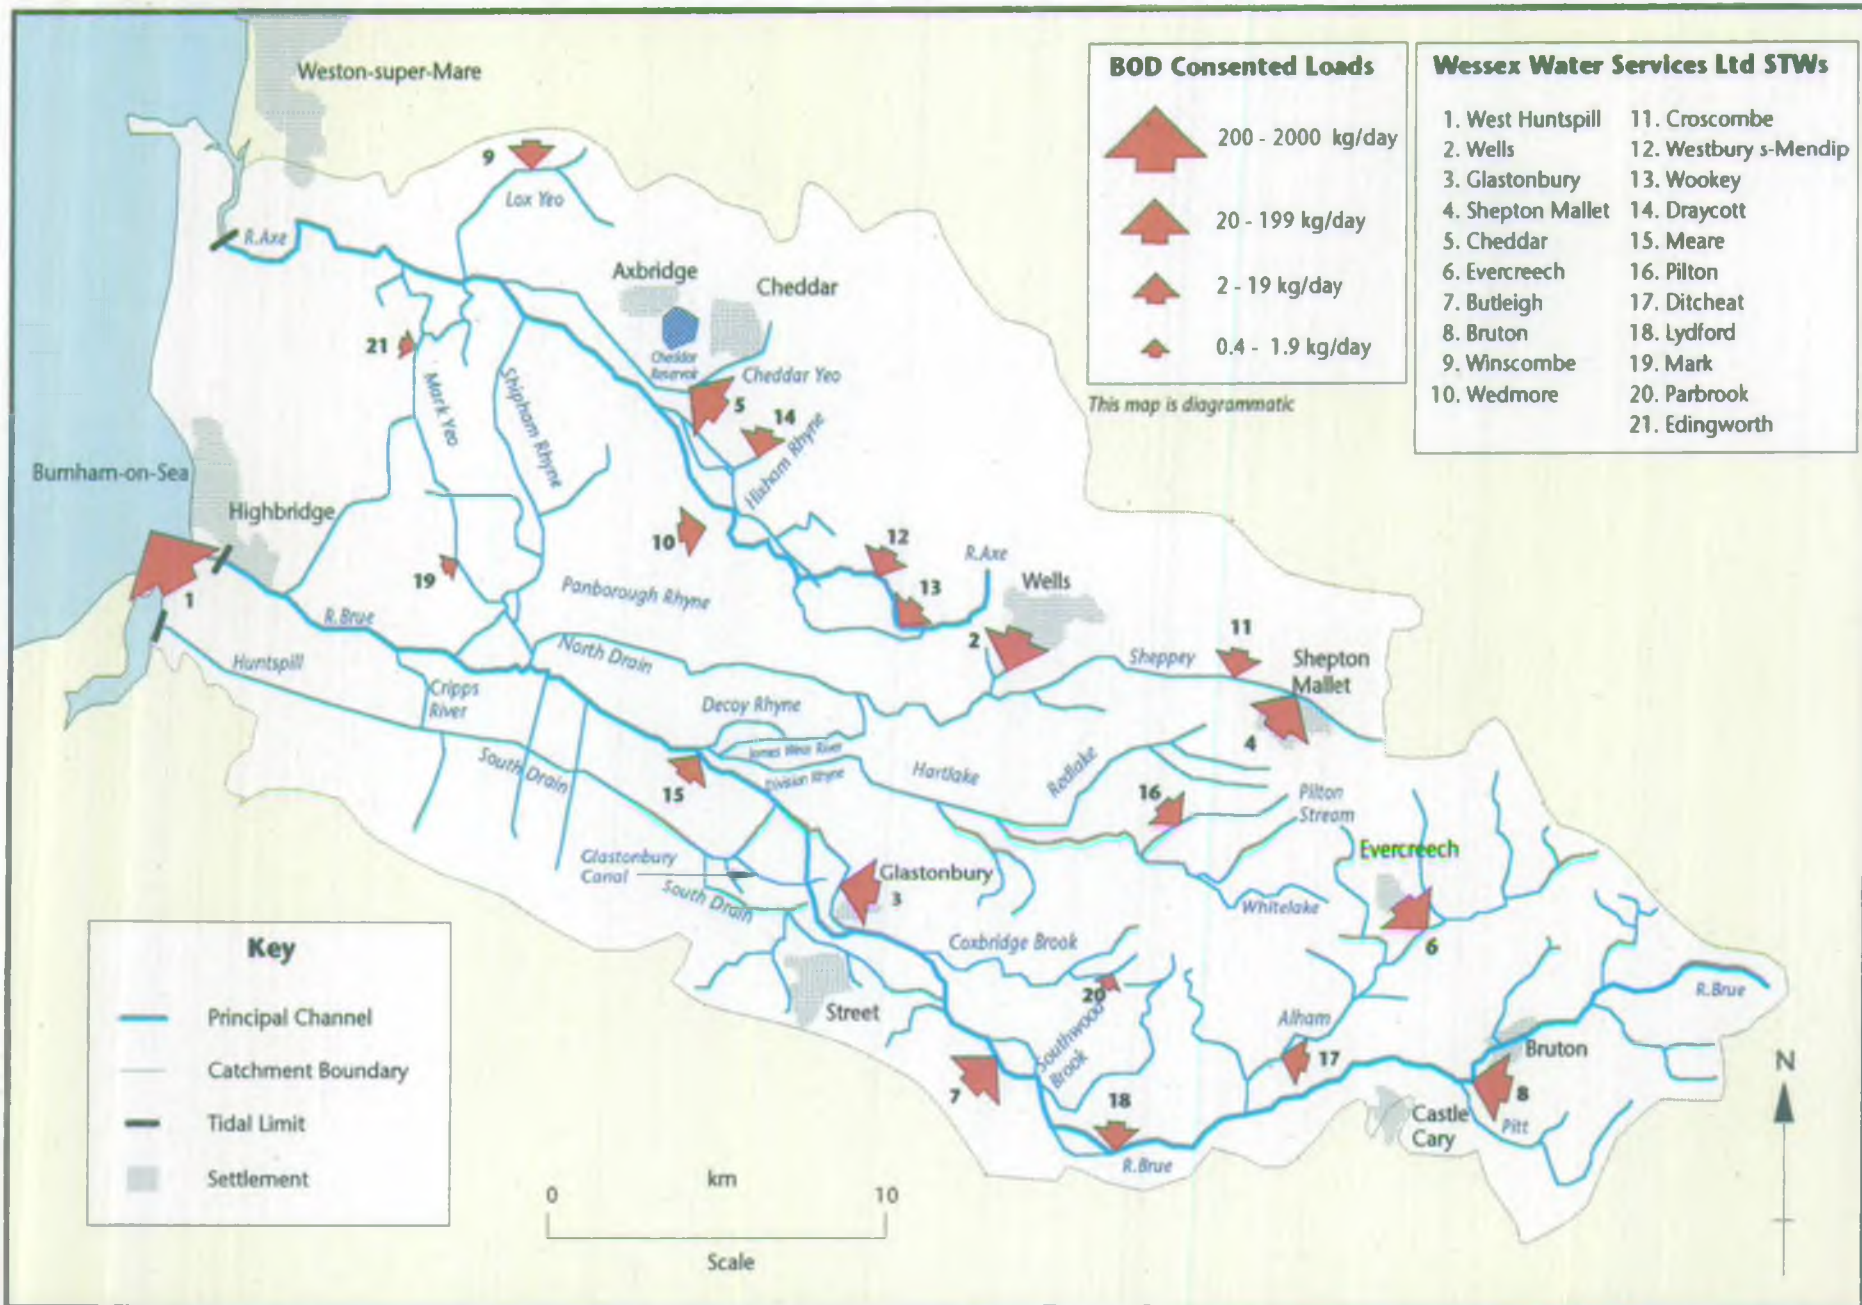 Weston-super-Mare
BOD Consented Loads
200 - 2000 kg/day
20 - 199 kg/day
2 - 19 kg/day
0.4 - 1.9 kg/day
This map is diagrammatic
Wessex Water Services Ltd STWs
1. West Huntspill
2. Wells
3. Glastonbury
4. Shepton Mallet
5. Cheddar
6. Evercreech
7. Butleigh
8. Bruton
9. Winscombe
10. Wedmore
11. Croscombe
12. Westbury s-Mendip
13. Wookey
14. Draycott
15. Meare
16. Pilton
17. Ditcheat
18. Lydford
19. Mark
20. Parbrook
21. Edingworth
9
Lox Yeo
R.Axe
Axbridge
Cheddar
Cheddar
Reservoir
Cheddar Yeo
21
5
14
Mark Yeo
Shipham Rhyne
Hixham Rhyne
Burnham-on-Sea
Highbridge
10
12
R.Axe
Wells
19
Panborough Rhyne
13
1
R.Brue
2
11
Sheppey
Shepton
Mallet
Huntspill
North Drain
Cripps
River
Decoy Rhyne
James Wear River
4
South Drain
Division Rhyne
Hartlake
Redlake
15
16
Pilton
Stream
Evercreech
Glastonbury
Canal
South Drain
Glastonbury
3
Whitelake
Coxbridge Brook
6
Key
Principal Channel
Catchment Boundary
Tidal Limit
Settlement
Street
20
Southwood
Brook
Alham
R.Brue
Bruton
17
7
18
8
Castle
Cary
Pitt
R.Brue
N
km
0
10
Scale